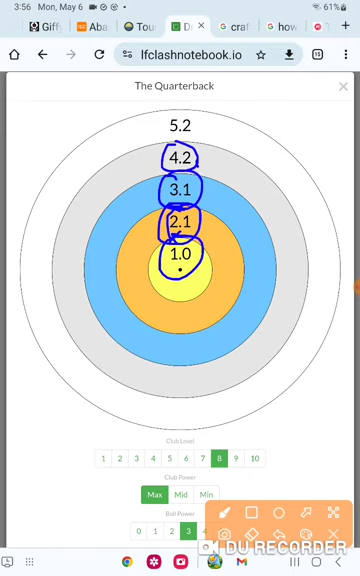 3:56 Mon, May 6 61%
Giffy Aba Tour D craf how T
lfclashnotebook.io 15
The Quarterback ×
5.2
4.2
3.1
2.1
1.0
Club Level
1 2 3 4 5 6 7 8 9 10
Club Power
Max Mid Min
Ball Power
0 1 2 3 4
DU RECORDER